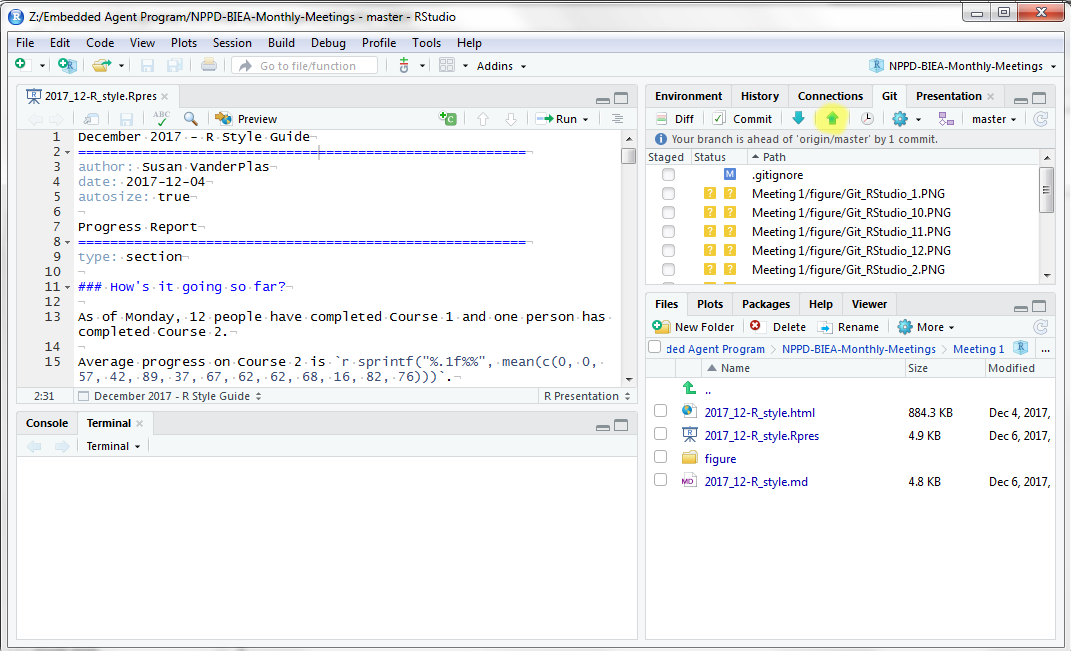 Z:/Embedded Agent Program/NPPD-BIEA-Monthly-Meetings - master - RStudio
File Edit Code View Plots Session Build Debug Profile Tools Help
Go to file/function Addins NPPD-BIEA-Monthly-Meetings
2017_12-R_style.Rpres
ABC Preview Run
1 December 2017 - R Style Guide
2 ========================================================
3 author: Susan VanderPlas
4 date: 2017-12-04
5 autosize: true
6
7 Progress Report
8 ========================================================
9 type: section
10
11 ### How's it going so far?
12
13 As of Monday, 12 people have completed Course 1 and one person has
completed Course 2.
14
15 Average progress on Course 2 is `r sprintf("%.1f%%", mean(c(0, 0,
57, 42, 89, 37, 67, 62, 62, 68, 16, 82, 76)))`.
2:31 December 2017 - R Style Guide R Presentation
Console Terminal
Terminal
Environment History Connections Git Presentation
Diff Commit master
Your branch is ahead of 'origin/master' by 1 commit.
Staged Status Path
M .gitignore
? ? Meeting 1/figure/Git_RStudio_1.PNG
? ? Meeting 1/figure/Git_RStudio_10.PNG
? ? Meeting 1/figure/Git_RStudio_11.PNG
? ? Meeting 1/figure/Git_RStudio_12.PNG
? ? Meeting 1/figure/Git_RStudio_2.PNG
Files Plots Packages Help Viewer
New Folder Delete Rename More
ded Agent Program NPPD-BIEA-Monthly-Meetings Meeting 1 R ...
Name Size Modified
..
2017_12-R_style.html 884.3 KB Dec 4, 2017,
2017_12-R_style.Rpres 4.9 KB Dec 6, 2017,
figure
MD 2017_12-R_style.md 4.8 KB Dec 6, 2017,